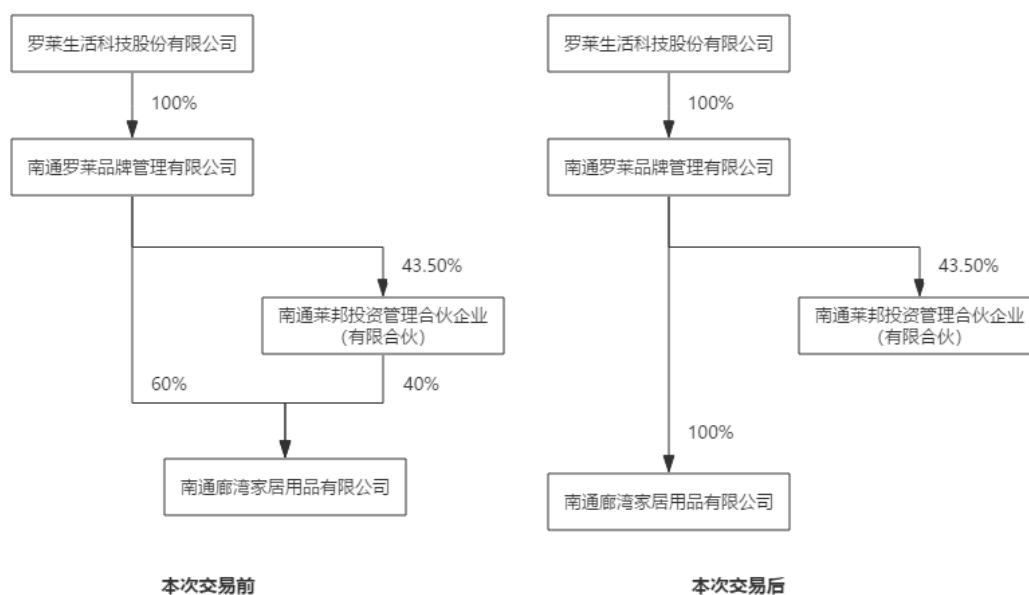 罗莱生活科技股份有限公司
100%
南通罗莱品牌管理有限公司
43.50%
南通莱邦投资管理合伙企业
（有限合伙）
60%
40%
南通廊湾家居用品有限公司
本次交易前
罗莱生活科技股份有限公司
100%
南通罗莱品牌管理有限公司
43.50%
南通莱邦投资管理合伙企业
（有限合伙）
100%
南通廊湾家居用品有限公司
本次交易后